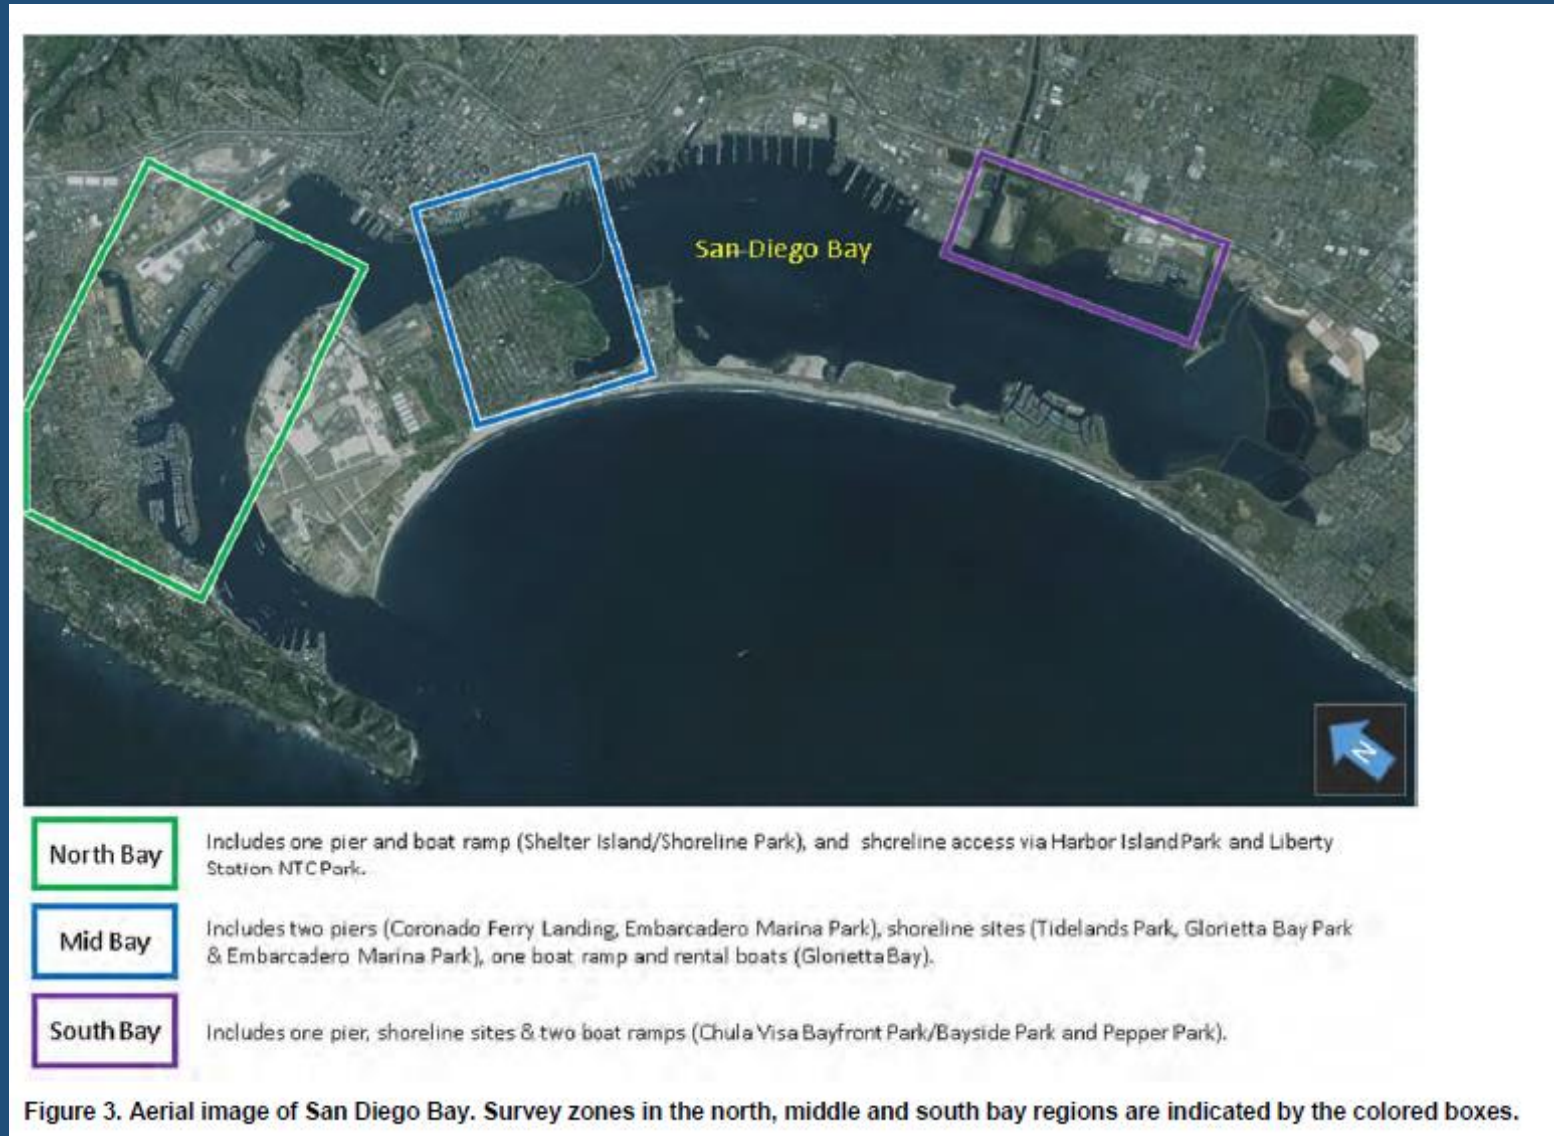 San Diego Bay
N
North Bay
Includes one pier and boat ramp (Shelter Island/Shoreline Park), and shoreline access via Harbor Island Park and Liberty
Station NTC Park.
Mid Bay
Includes two piers (Coronado Ferry Landing, Embarcadero Marina Park), shoreline sites (Tidelands Park, Glorietta Bay Park
& Embarcadero Marina Park), one boat ramp and rental boats (Glorietta Bay).
South Bay
Includes one pier, shoreline sites & two boat ramps (Chula Visa Bayfront Park/Bayside Park and Pepper Park).
Figure 3. Aerial image of San Diego Bay. Survey zones in the north, middle and south bay regions are indicated by the colored boxes.